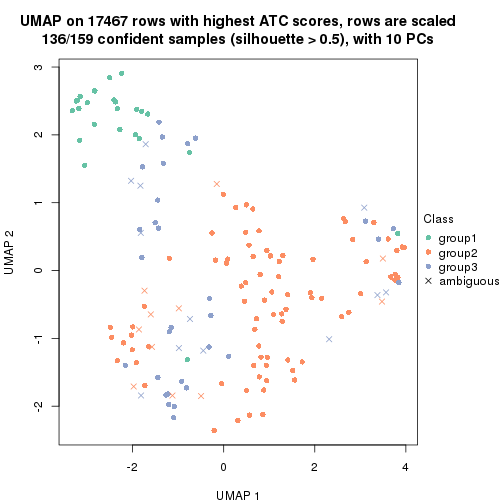 UMAP on 17467 rows with highest ATC scores, rows are scaled
136/159 confident samples (silhouette > 0.5), with 10 PCs
3
2
1
0
-1
-2
UMAP 2
-2
0
2
4
UMAP 1
Class
group1
group2
group3
ambiguous